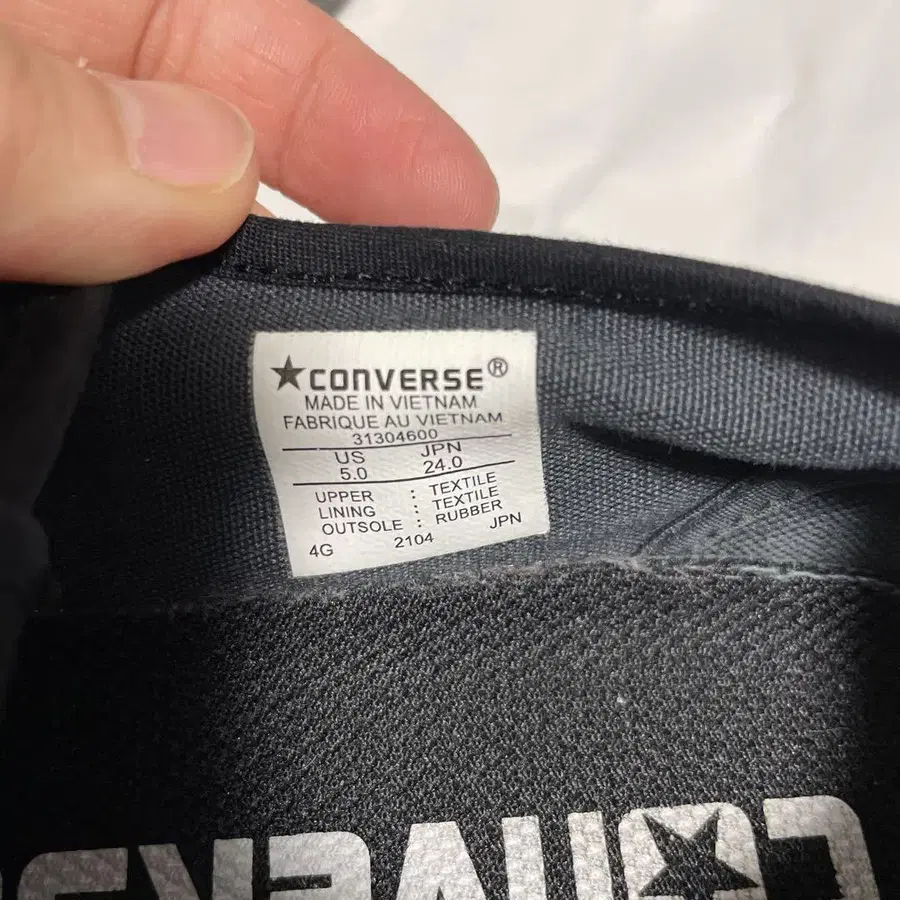 ★CONVERSE®
MADE IN VIETNAM
FABRIQUE AU VIETNAM
31304600
US JPN
5.0 24.0
UPPER : TEXTILE
LINING : TEXTILE
OUTSOLE : RUBBER
4G 2104 JPN
CONVERSE